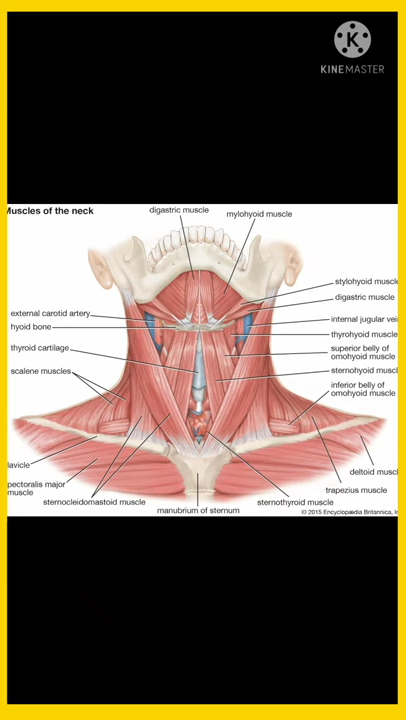 K
KINEMASTER
Muscles of the neck
digastric muscle
mylohyoid muscle
stylohyoid muscle
digastric muscle
external carotid artery
internal jugular vei
hyoid bone
thyrohyoid muscle
thyroid cartilage
superior belly of
omohyoid muscle
scalene muscles
sternohyoid muscl
inferior belly of
omohyoid muscle
lavicle
deltoid muscl
pectoralis major
muscle
trapezius muscle
sternocleidomastoid muscle
sternothyroid muscle
manubrium of sternum
© 2015 Encyclopædia Britannica, In